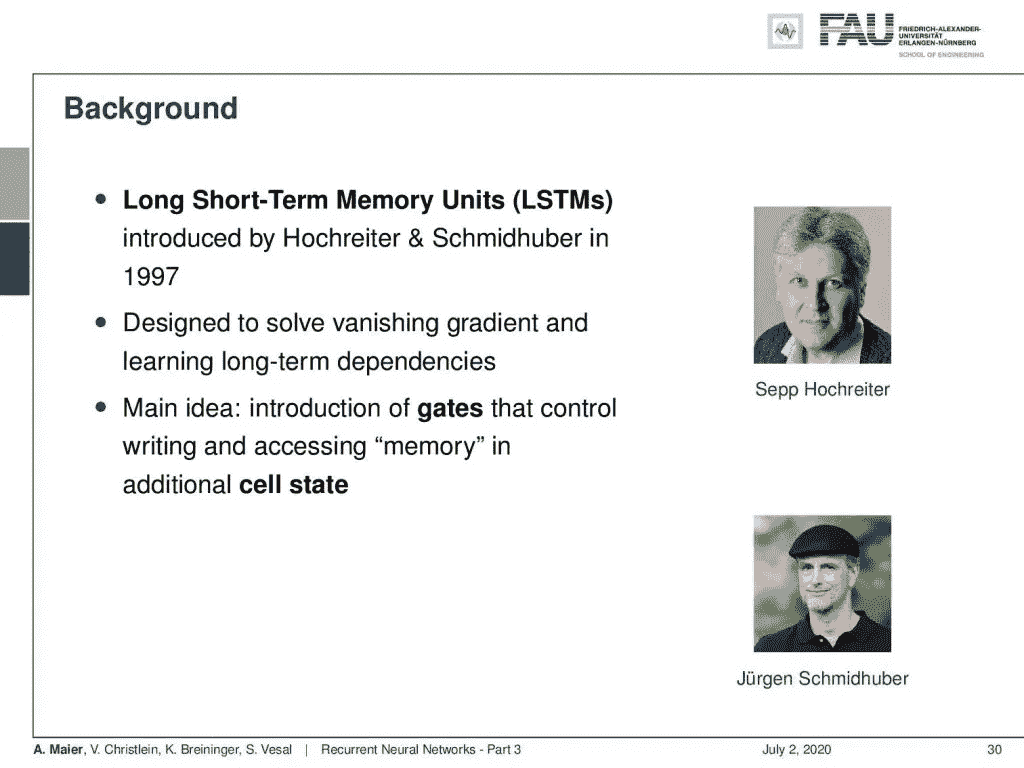 FAU
FRIEDRICH-ALEXANDER-
UNIVERSITÄT
ERLANGEN-NÜRNBERG
SCHOOL OF ENGINEERING
Background
• Long Short-Term Memory Units (LSTMs)
introduced by Hochreiter & Schmidhuber in
1997
• Designed to solve vanishing gradient and
learning long-term dependencies
• Main idea: introduction of gates that control
writing and accessing “memory” in
additional cell state
Sepp Hochreiter
Jürgen Schmidhuber
A. Maier, V. Christlein, K. Breininger, S. Vesal | Recurrent Neural Networks - Part 3 July 2, 2020 30